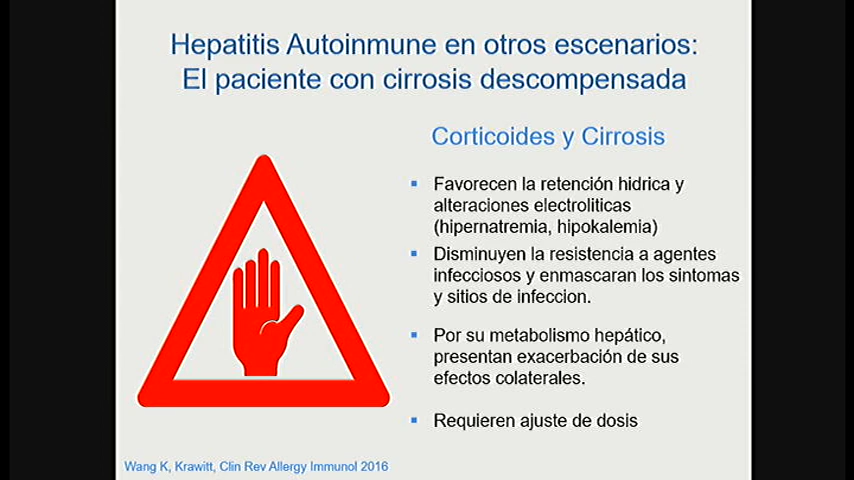 Hepatitis Autoinmune en otros escenarios:
El paciente con cirrosis descompensada
Corticoides y Cirrosis
▪ Favorecen la retención hidrica y
alteraciones electroliticas
(hipernatremia, hipokalemia)
▪ Disminuyen la resistencia a agentes
infecciosos y enmascaran los sintomas
y sitios de infeccion.
▪ Por su metabolismo hepático,
presentan exacerbación de sus
efectos colaterales.
▪ Requieren ajuste de dosis
Wang K, Krawitt, Clin Rev Allergy Immunol 2016